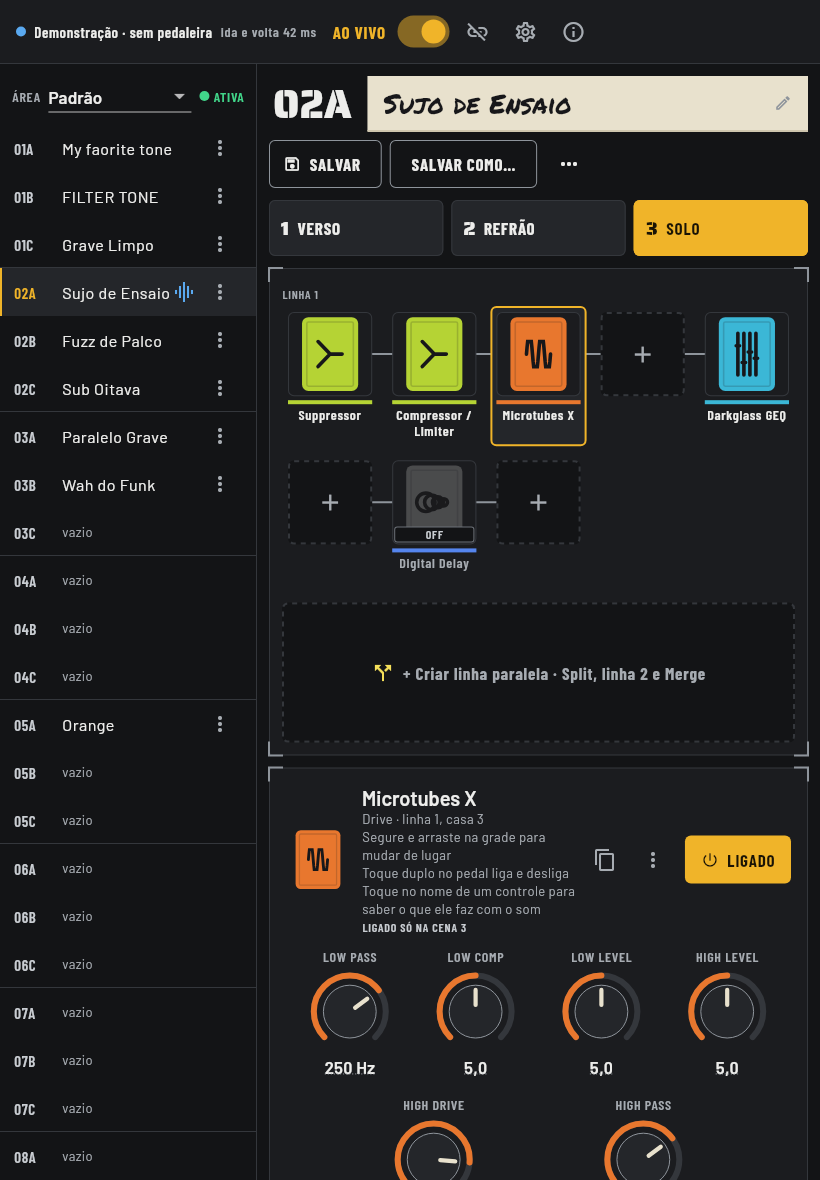 Demonstração · sem pedaleira Ida e volta 42 ms AO VIVO
ÁREA Padrão ATIVA
01A My faorite tone
01B FILTER TONE
01C Grave Limpo
02A Sujo de Ensaio
02B Fuzz de Palco
02C Sub Oitava
03A Paralelo Grave
03B Wah do Funk
03C vazio
04A vazio
04B vazio
04C vazio
05A Orange
05B vazio
05C vazio
06A vazio
06B vazio
06C vazio
07A vazio
07B vazio
07C vazio
08A vazio
02A Sujo de Ensaio
SALVAR SALVAR COMO...
1 VERSO 2 REFRÃO 3 SOLO
LINHA 1
Suppressor Compressor / Limiter Microtubes X + Darkglass GEQ
+ OFF +
Digital Delay
+ Criar linha paralela · Split, linha 2 e Merge
Microtubes X
Drive · linha 1, casa 3
Segure e arraste na grade para
mudar de lugar
Toque duplo no pedal liga e desliga
Toque no nome de um controle para
saber o que ele faz com o som
LIGADO SÓ NA CENA 3
LIGADO
LOW PASS LOW COMP LOW LEVEL HIGH LEVEL
250 Hz 5,0 5,0 5,0
HIGH DRIVE HIGH PASS